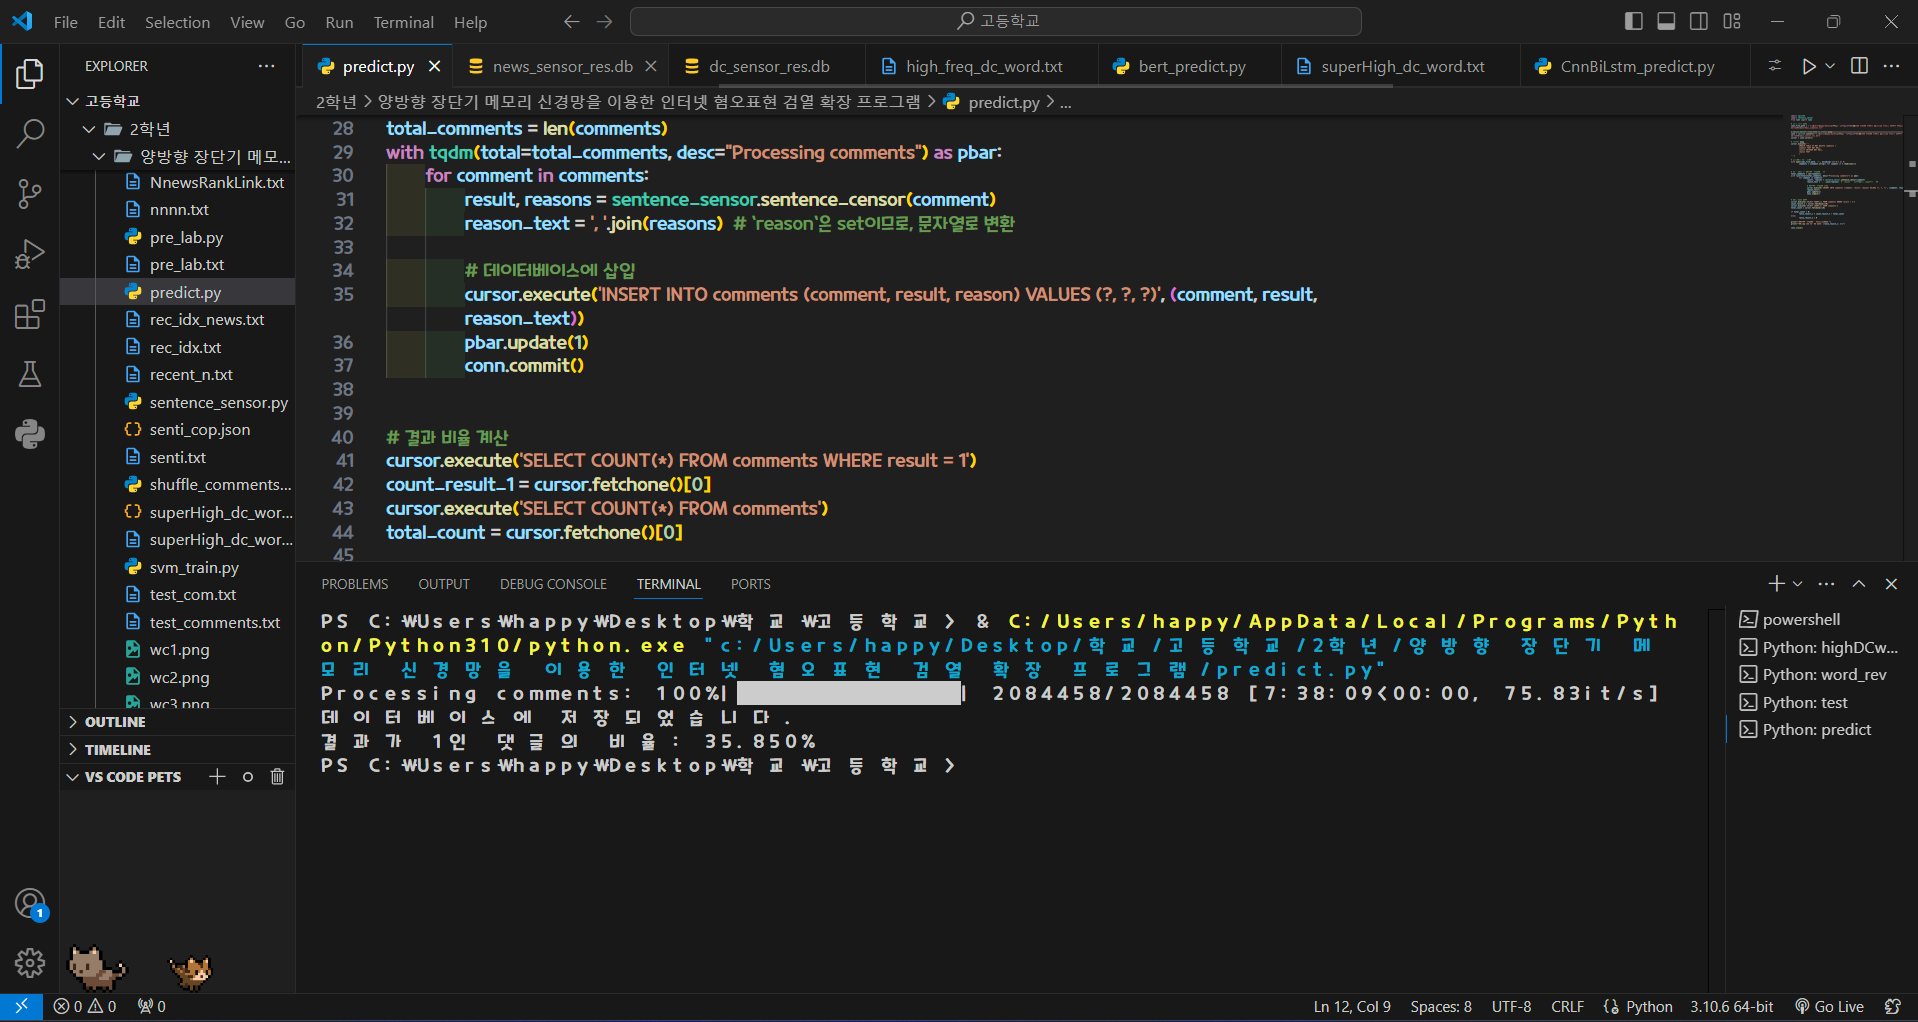 File Edit Selection View Go Run Terminal Help
고등학교
EXPLORER
고등학교
2학년
양방향 장단기 메모...
NnewsRankLink.txt
nnnn.txt
pre_lab.py
pre_lab.txt
predict.py
rec_idx_news.txt
rec_idx.txt
recent_n.txt
sentence_sensor.py
senti_cop.json
senti.txt
shuffle_comments...
superHigh_dc_wor...
superHigh_dc_wor...
svm_train.py
test_com.txt
test_comments.txt
wc1.png
wc2.png
wc3.png
OUTLINE
TIMELINE
VS CODE PETS
predict.py news_sensor_res.db dc_sensor_res.db high_freq_dc_word.txt bert_predict.py superHigh_dc_word.txt CnnBiLstm_predict.py
2학년 > 양방향 장단기 메모리 신경망을 이용한 인터넷 혐오표현 검열 확장 프로그램 > predict.py > ...
28 total_comments = len(comments)
29 with tqdm(total=total_comments, desc="Processing comments") as pbar:
30 for comment in comments:
31 result, reasons = sentence_sensor.sentence_censor(comment)
32 reason_text = ', '.join(reasons) # `reason`은 set이므로, 문자열로 변환
33
34 # 데이터베이스에 삽입
35 cursor.execute('INSERT INTO comments (comment, result, reason) VALUES (?, ?, ?)', (comment, result,
reason_text))
36 pbar.update(1)
37 conn.commit()
38
39
40 # 결과 비율 계산
41 cursor.execute('SELECT COUNT(*) FROM comments WHERE result = 1')
42 count_result_1 = cursor.fetchone()[0]
43 cursor.execute('SELECT COUNT(*) FROM comments')
44 total_count = cursor.fetchone()[0]
45
PROBLEMS OUTPUT DEBUG CONSOLE TERMINAL PORTS
PS C:₩Users₩happy₩Desktop₩학교₩고등학교> & C:/Users/happy/AppData/Local/Programs/Pyth
on/Python310/python.exe "c:/Users/happy/Desktop/학교/고등학교/2학년/양방향 장단기 메
모리 신경망을 이용한 인터넷 혐오표현 검열 확장 프로그램/predict.py"
Processing comments: 100%| | 2084458/2084458 [7:38:09<00:00, 75.83it/s]
데이터베이스에 저장되었습니다.
결과가 1인 댓글의 비율: 35.850%
PS C:₩Users₩happy₩Desktop₩학교₩고등학교>
powershell
Python: highDCw...
Python: word_rev
Python: test
Python: predict
1
0 0 0
Ln 12, Col 9 Spaces: 8 UTF-8 CRLF Python 3.10.6 64-bit Go Live